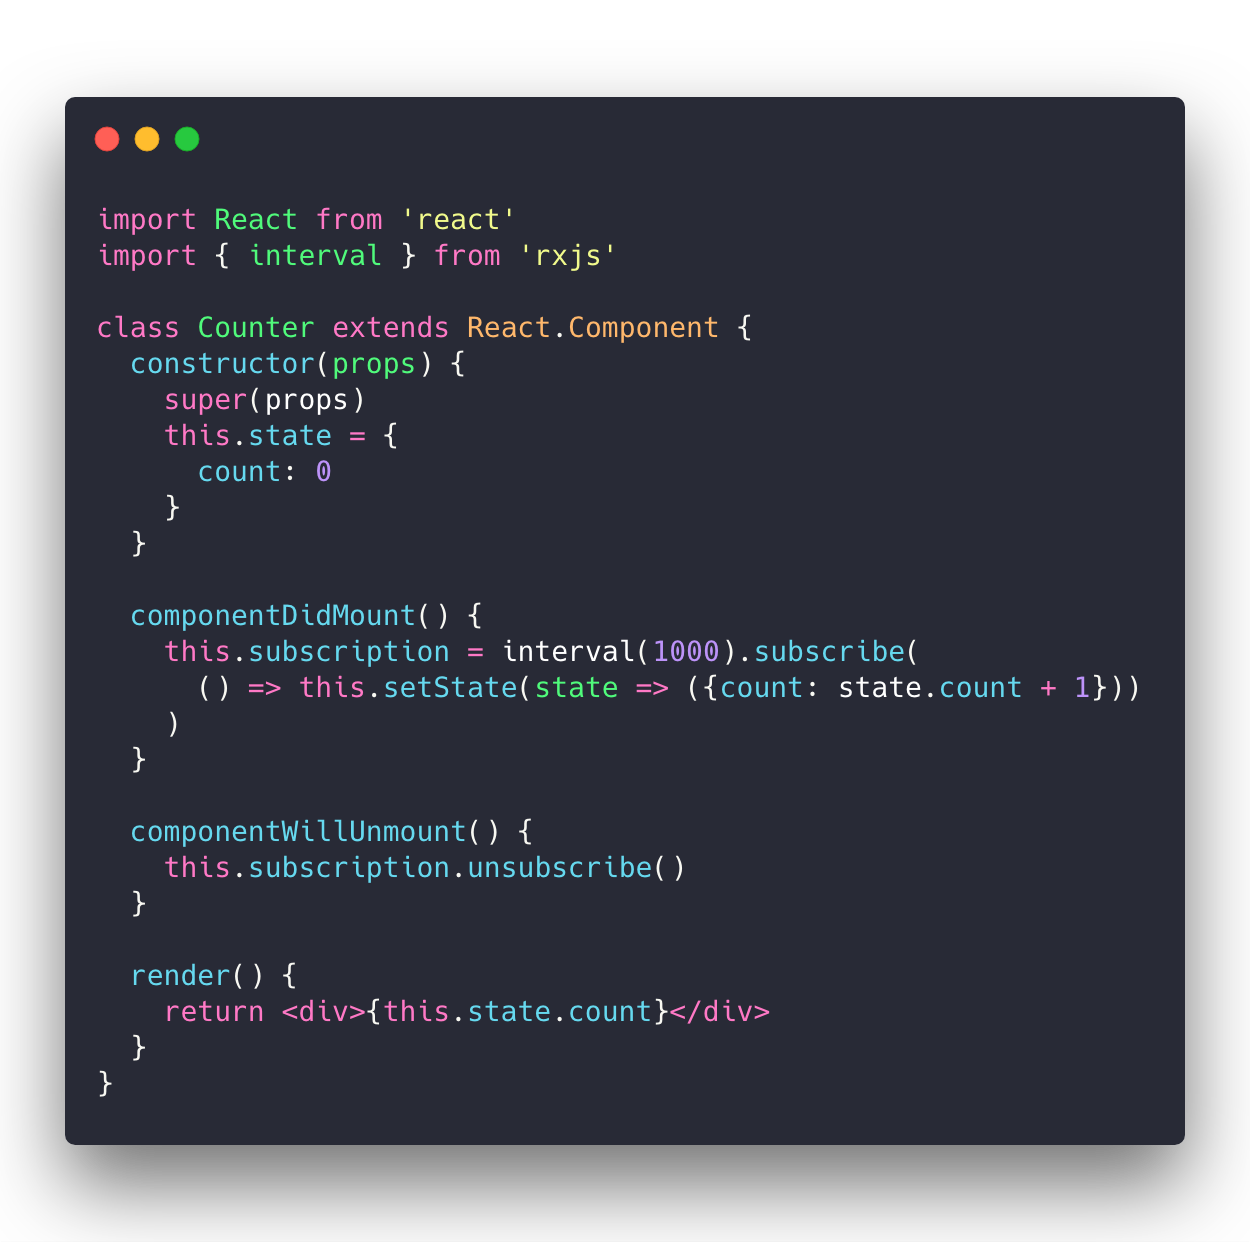 import React from 'react'
import { interval } from 'rxjs'

class Counter extends React.Component {
  constructor(props) {
    super(props)
    this.state = {
      count: 0
    }
  }

  componentDidMount() {
    this.subscription = interval(1000).subscribe(
      () => this.setState(state => ({count: state.count + 1}))
    )
  }

  componentWillUnmount() {
    this.subscription.unsubscribe()
  }

  render() {
    return <div>{this.state.count}</div>
  }
}